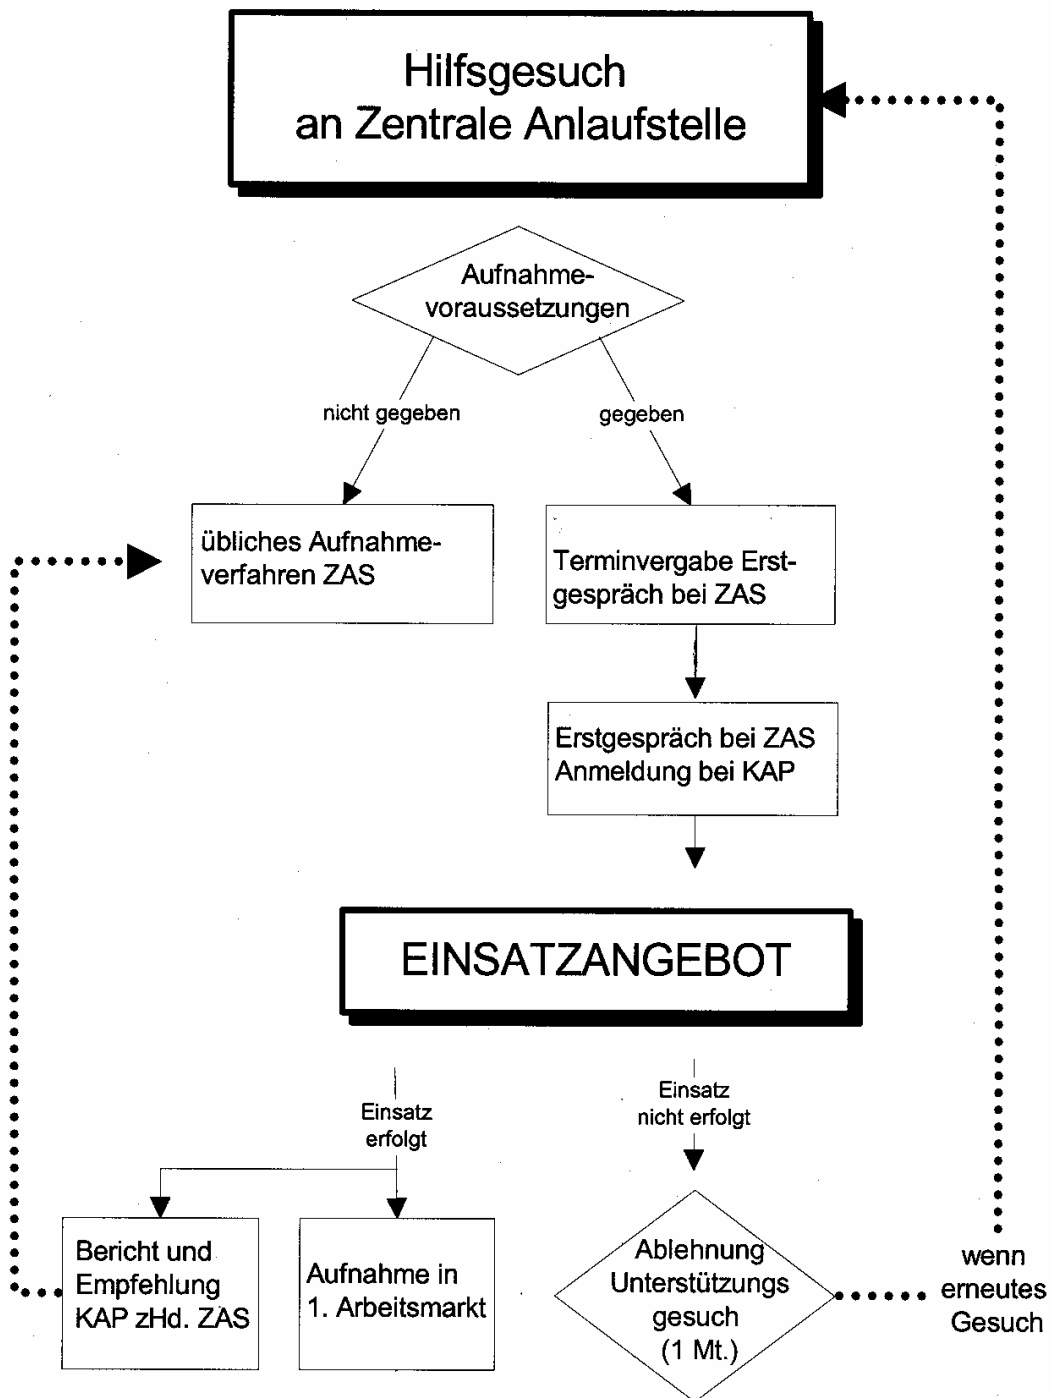 Hilfsgesuch
an Zentrale Anlaufstelle
Aufnahme-
voraussetzungen
nicht gegeben
gegeben
übliches Aufnahme-
verfahren ZAS
Terminvergabe Erst-
gespräch bei ZAS
Erstgespräch bei ZAS
Anmeldung bei KAP
EINSATZANGEBOT
Einsatz
erfolgt
Einsatz
nicht erfolgt
Bericht und
Empfehlung
KAP zHd. ZAS
Aufnahme in
1. Arbeitsmarkt
Ablehnung
Unterstützungs
gesuch
(1 Mt.)
wenn
erneutes
Gesuch